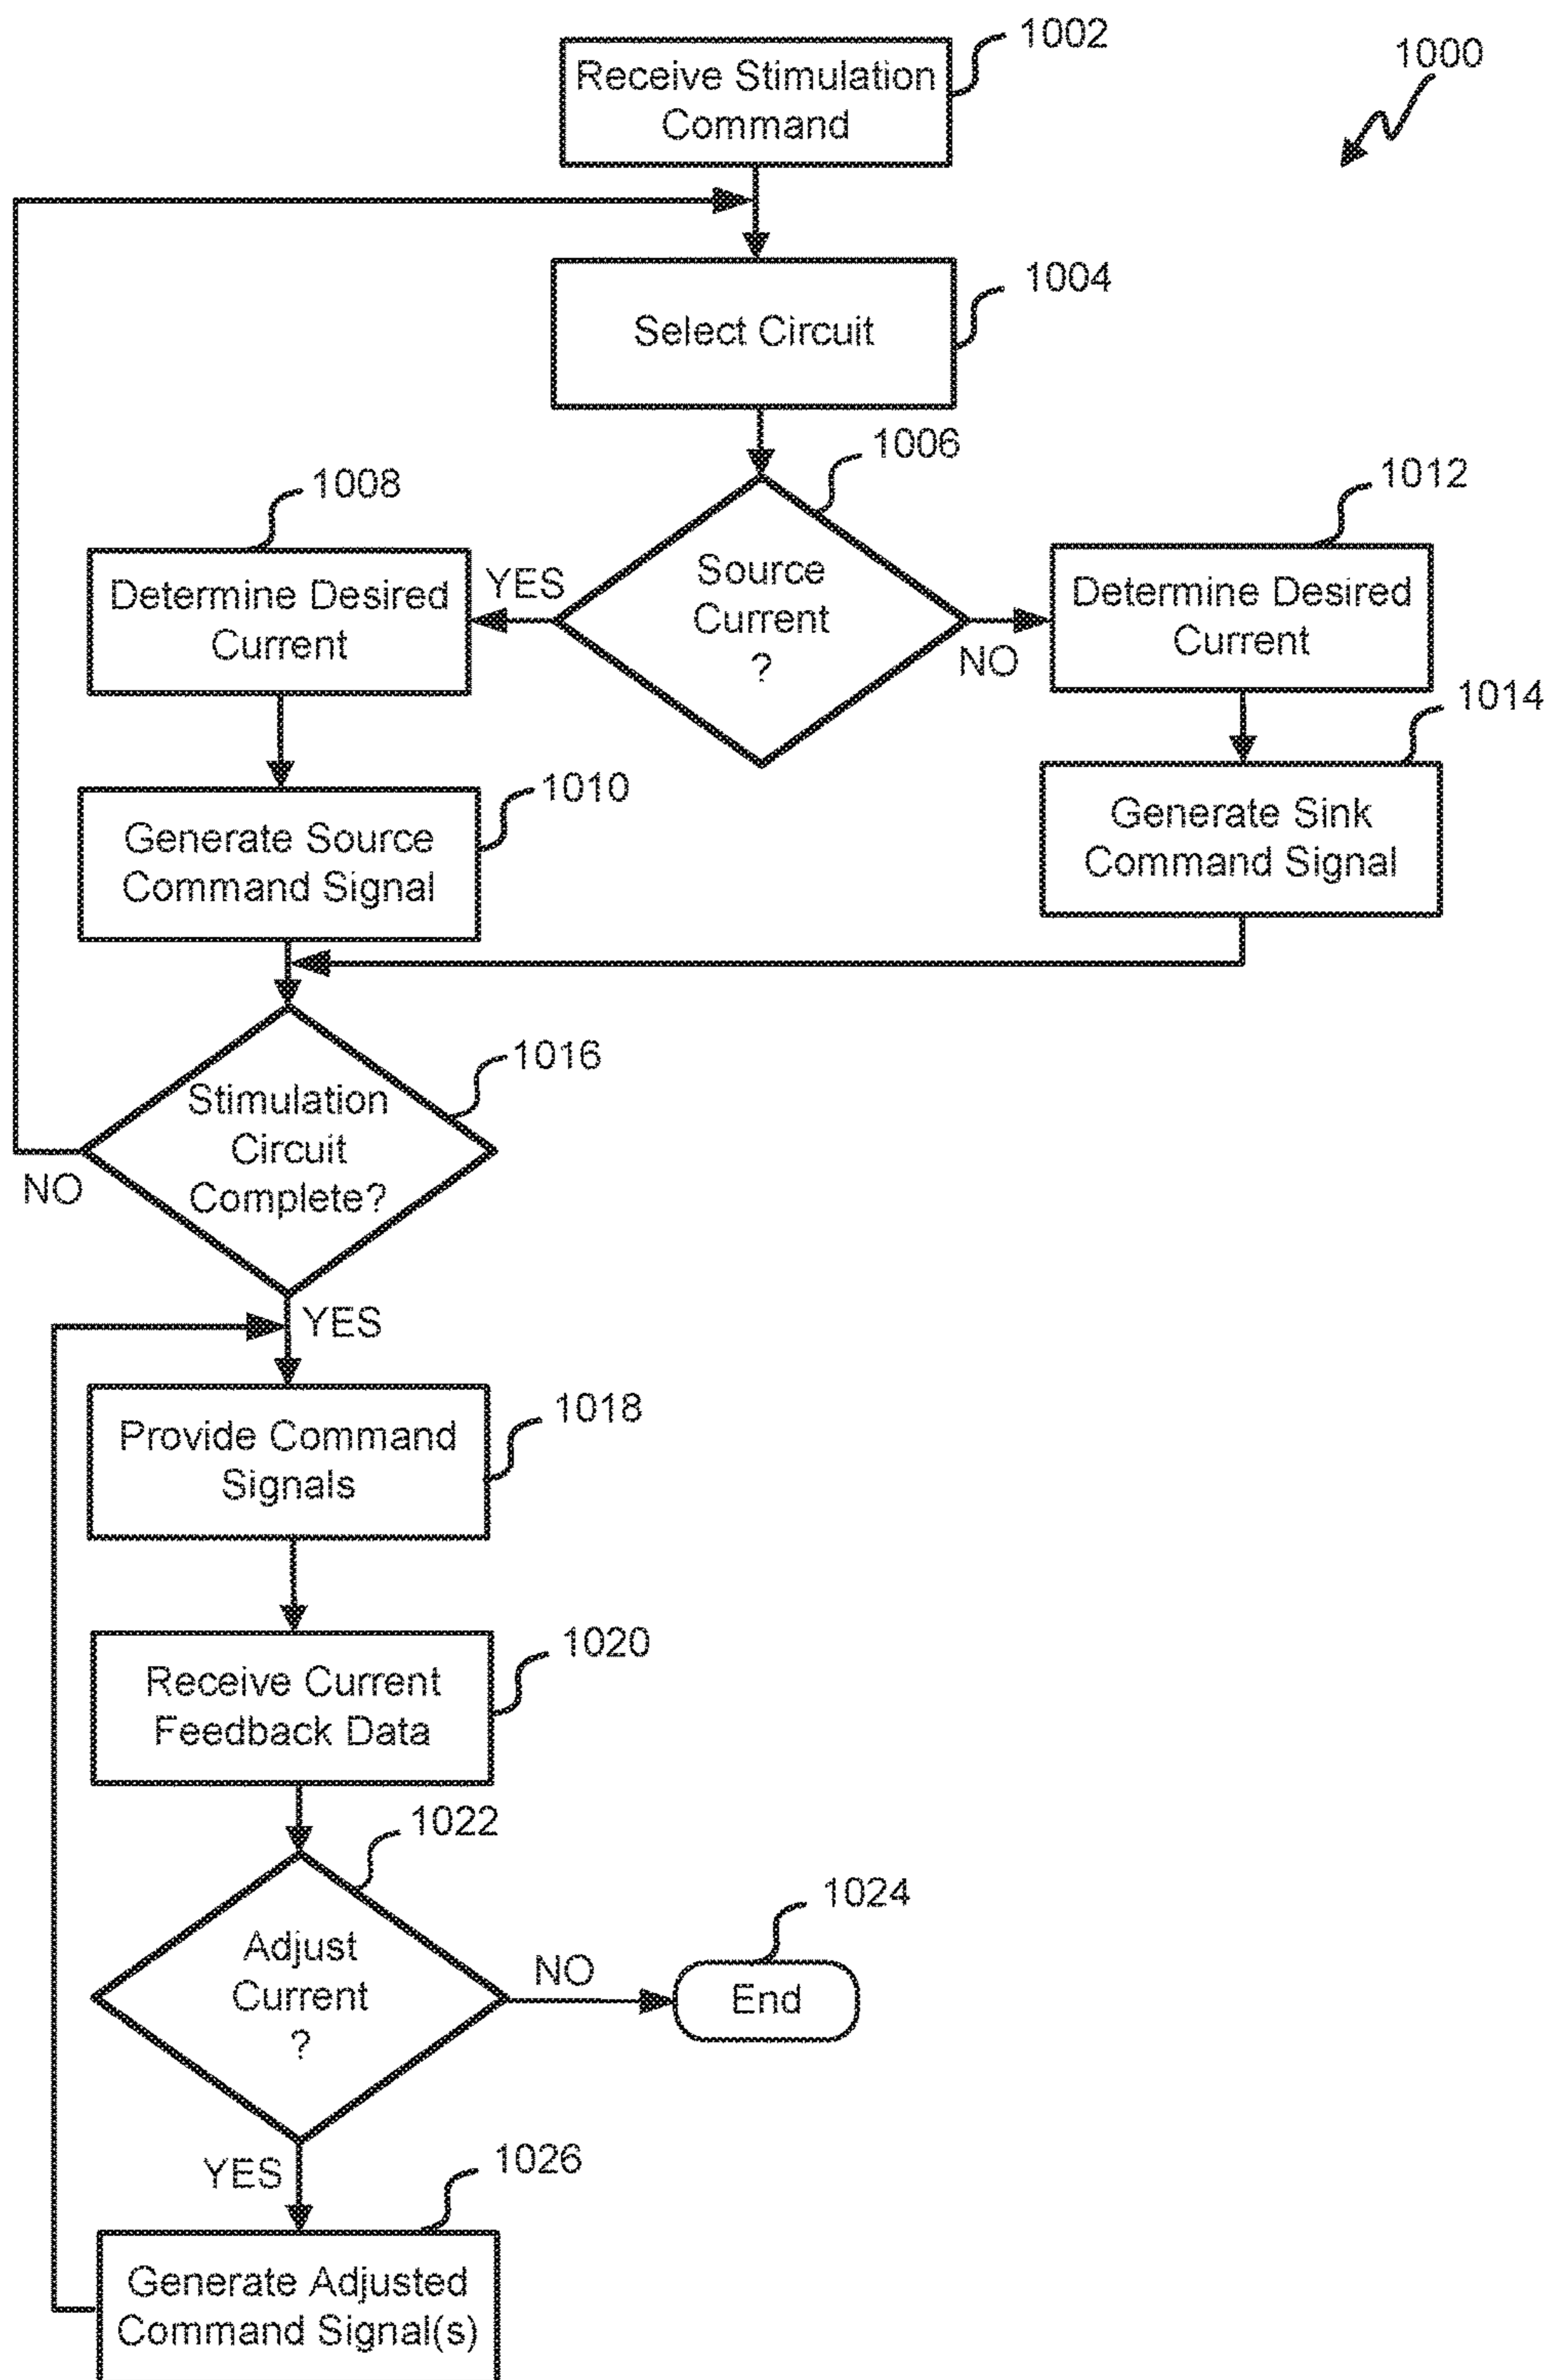 1002
1000
Receive Stimulation
Command
1004
Select Circuit
1006
1008
1012
Source
Current
?
YES
NO
Determine Desired
Current
Determine Desired
Current
1014
1010
Generate Source
Command Signal
Generate Sink
Command Signal
1016
Stimulation
Circuit
Complete?
NO
YES
1018
Provide Command
Signals
1020
Receive Current
Feedback Data
1022
1024
Adjust
Current
?
NO
End
YES
1026
Generate Adjusted
Command Signal(s)